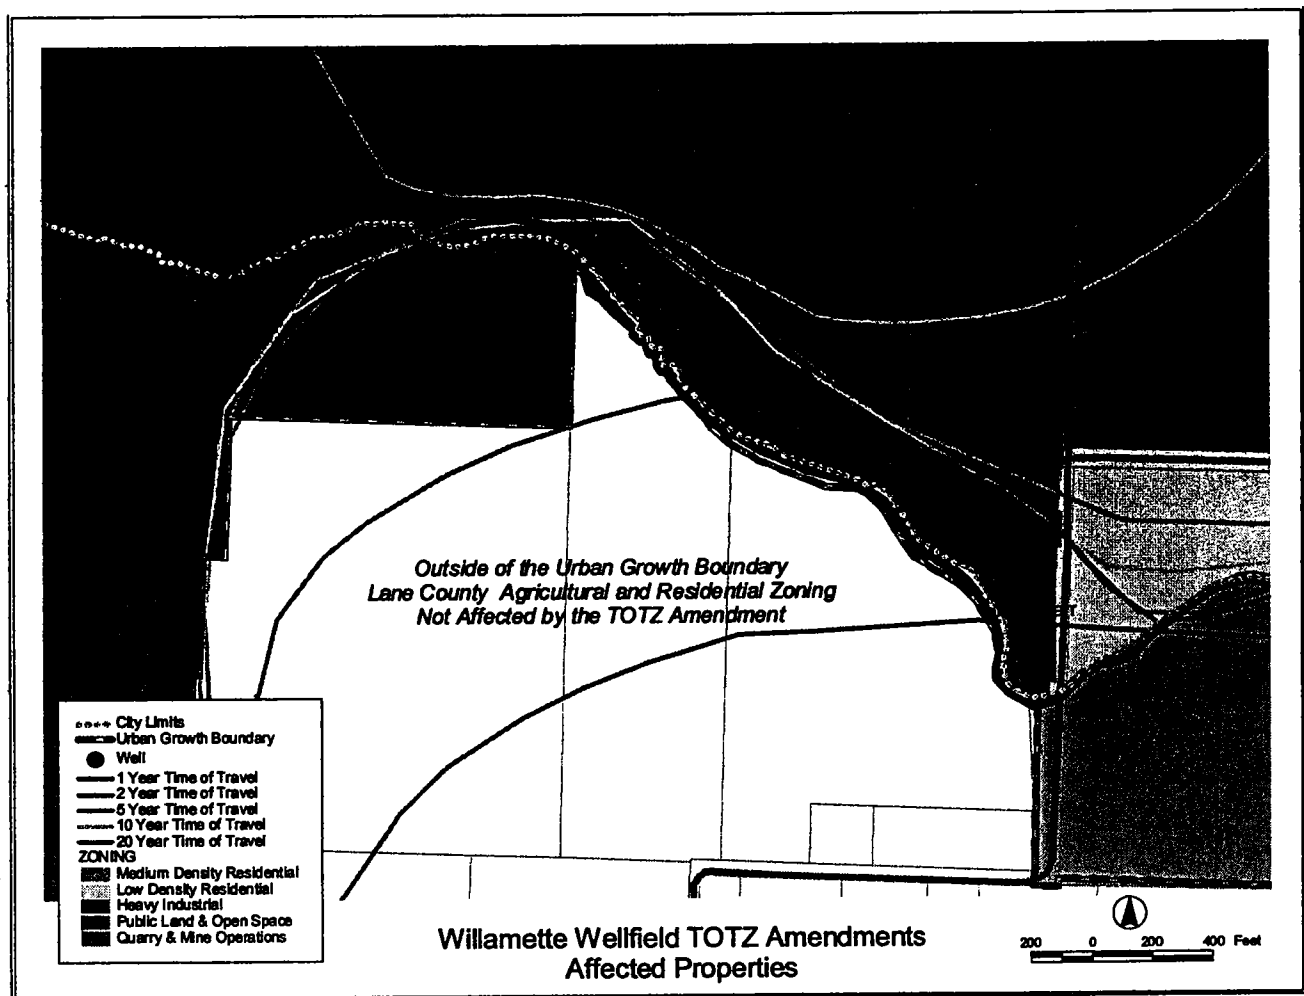 Outside of the Urban Growth Boundary
Lane County Agricultural and Residential Zoning
Not Affected by the TOTZ Amendment
City Limits
Urban Growth Boundary
Well
1 Year Time of Travel
2 Year Time of Travel
5 Year Time of Travel
10 Year Time of Travel
20 Year Time of Travel
ZONING
Medium Density Residential
Low Density Residential
Heavy Industrial
Public Land & Open Space
Quarry & Mine Operations
Willamette Wellfield TOTZ Amendments
Affected Properties
200 0 200 400 Feet